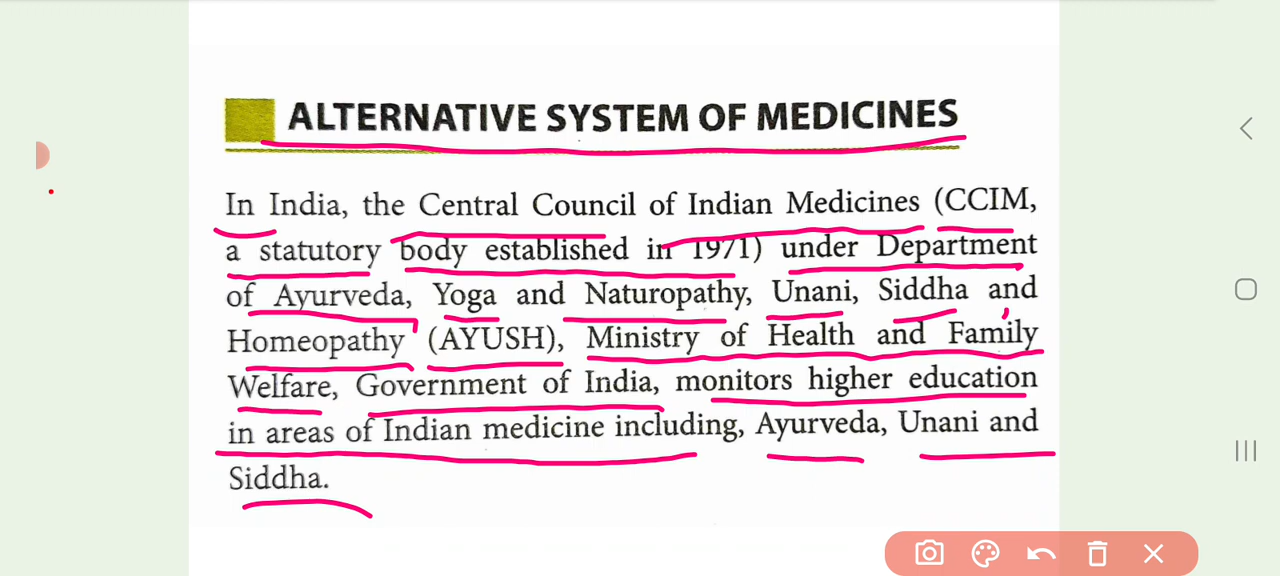 ALTERNATIVE SYSTEM OF MEDICINES
In India, the Central Council of Indian Medicines (CCIM,
a statutory body established in 1971) under Department
of Ayurveda, Yoga and Naturopathy, Unani, Siddha and
Homeopathy (AYUSH), Ministry of Health and Family
Welfare, Government of India, monitors higher education
in areas of Indian medicine including, Ayurveda, Unani and
Siddha.